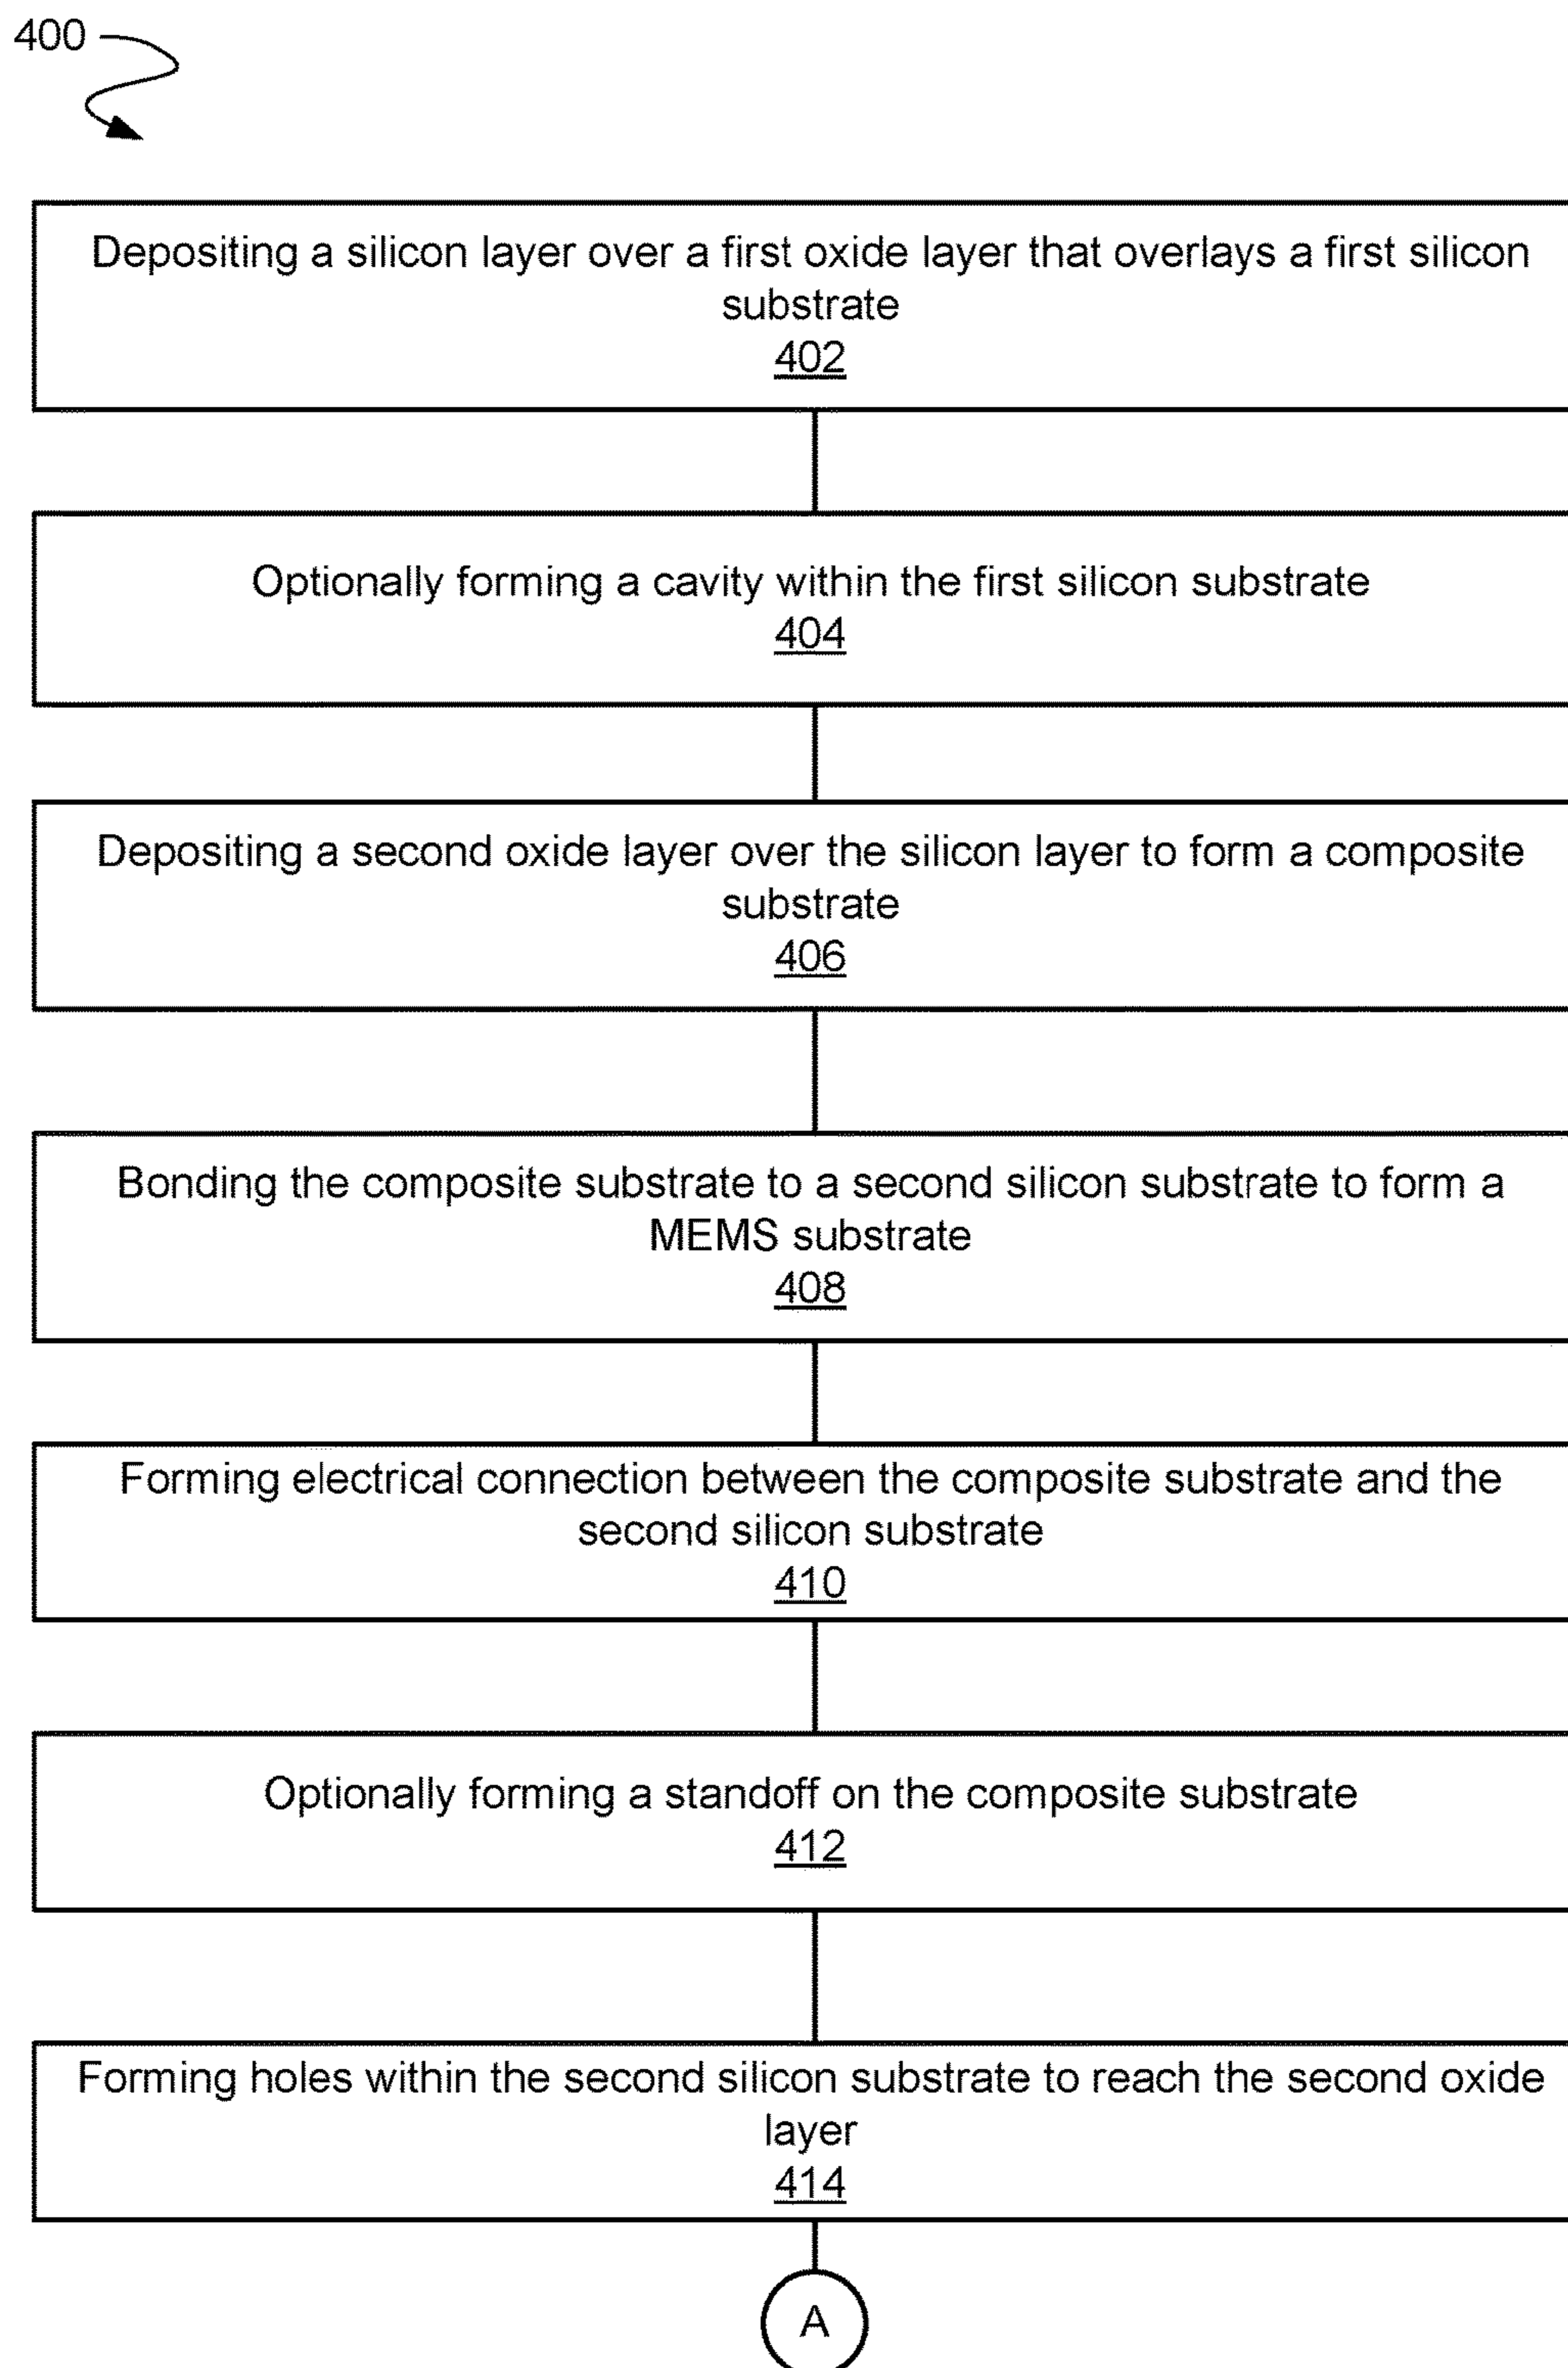 400
Depositing a silicon layer over a first oxide layer that overlays a first silicon
substrate
402
Optionally forming a cavity within the first silicon substrate
404
Depositing a second oxide layer over the silicon layer to form a composite
substrate
406
Bonding the composite substrate to a second silicon substrate to form a
MEMS substrate
408
Forming electrical connection between the composite substrate and the
second silicon substrate
410
Optionally forming a standoff on the composite substrate
412
Forming holes within the second silicon substrate to reach the second oxide
layer
414
A